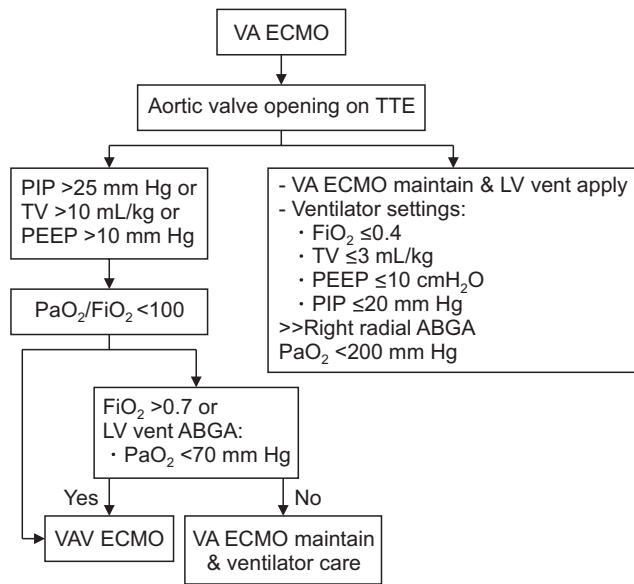 VA ECMO
Aortic valve opening on TTE
PIP >25 mm Hg or
TV >10 mL/kg or
PEEP >10 mm Hg
- VA ECMO maintain & LV vent apply
- Ventilator settings:
· FiO₂ ≤0.4
· TV ≤3 mL/kg
· PEEP ≤10 cmH₂O
· PIP ≤20 mm Hg
>>Right radial ABGA
PaO₂ <200 mm Hg
PaO₂/FiO₂ <100
FiO₂ >0.7 or
LV vent ABGA:
· PaO₂ <70 mm Hg
Yes
No
VAV ECMO
VA ECMO maintain
& ventilator care